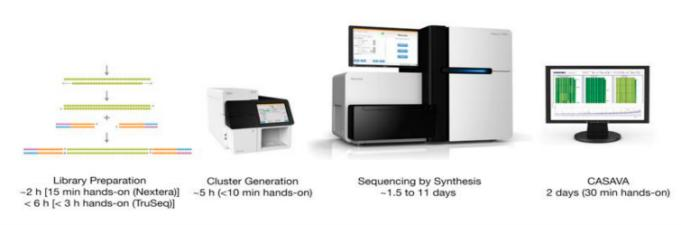 Library Preparation
~2 h [15 min hands-on (Nextera)]
< 6 h [< 3 h hands-on (TruSeq)]
Cluster Generation
~5 h (<10 min hands-on)
Sequencing by Synthesis
~1.5 to 11 days
CASAVA
2 days (30 min hands-on)